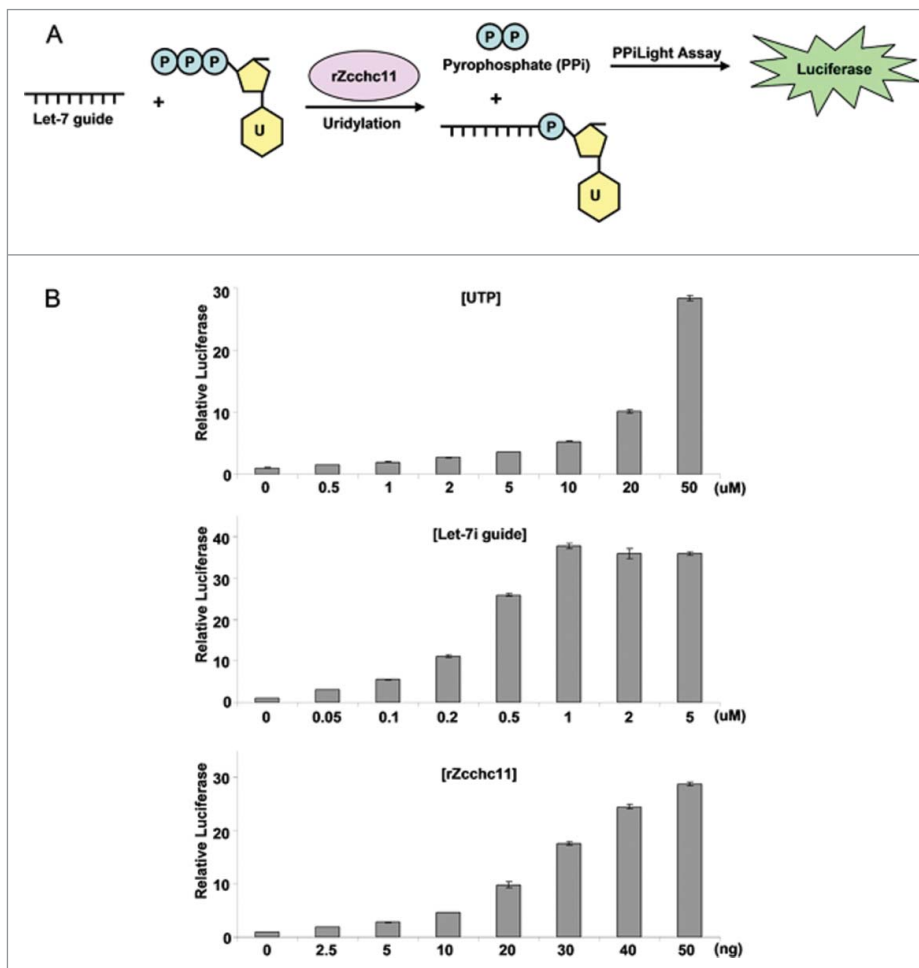 A
P P P
U
+
Let-7 guide
rZcchc11
Uridylation
P P
Pyrophosphate (PPi)
+
P
U
PPiLight Assay
Luciferase
B
[UTP]
Relative Luciferase
30
20
10
0
0 0.5 1 2 5 10 20 50 (uM)
[Let-7i guide]
Relative Luciferase
40
30
20
10
0
0 0.05 0.1 0.2 0.5 1 2 5 (uM)
[rZcchc11]
Relative Luciferase
30
20
10
0
0 2.5 5 10 20 30 40 50 (ng)